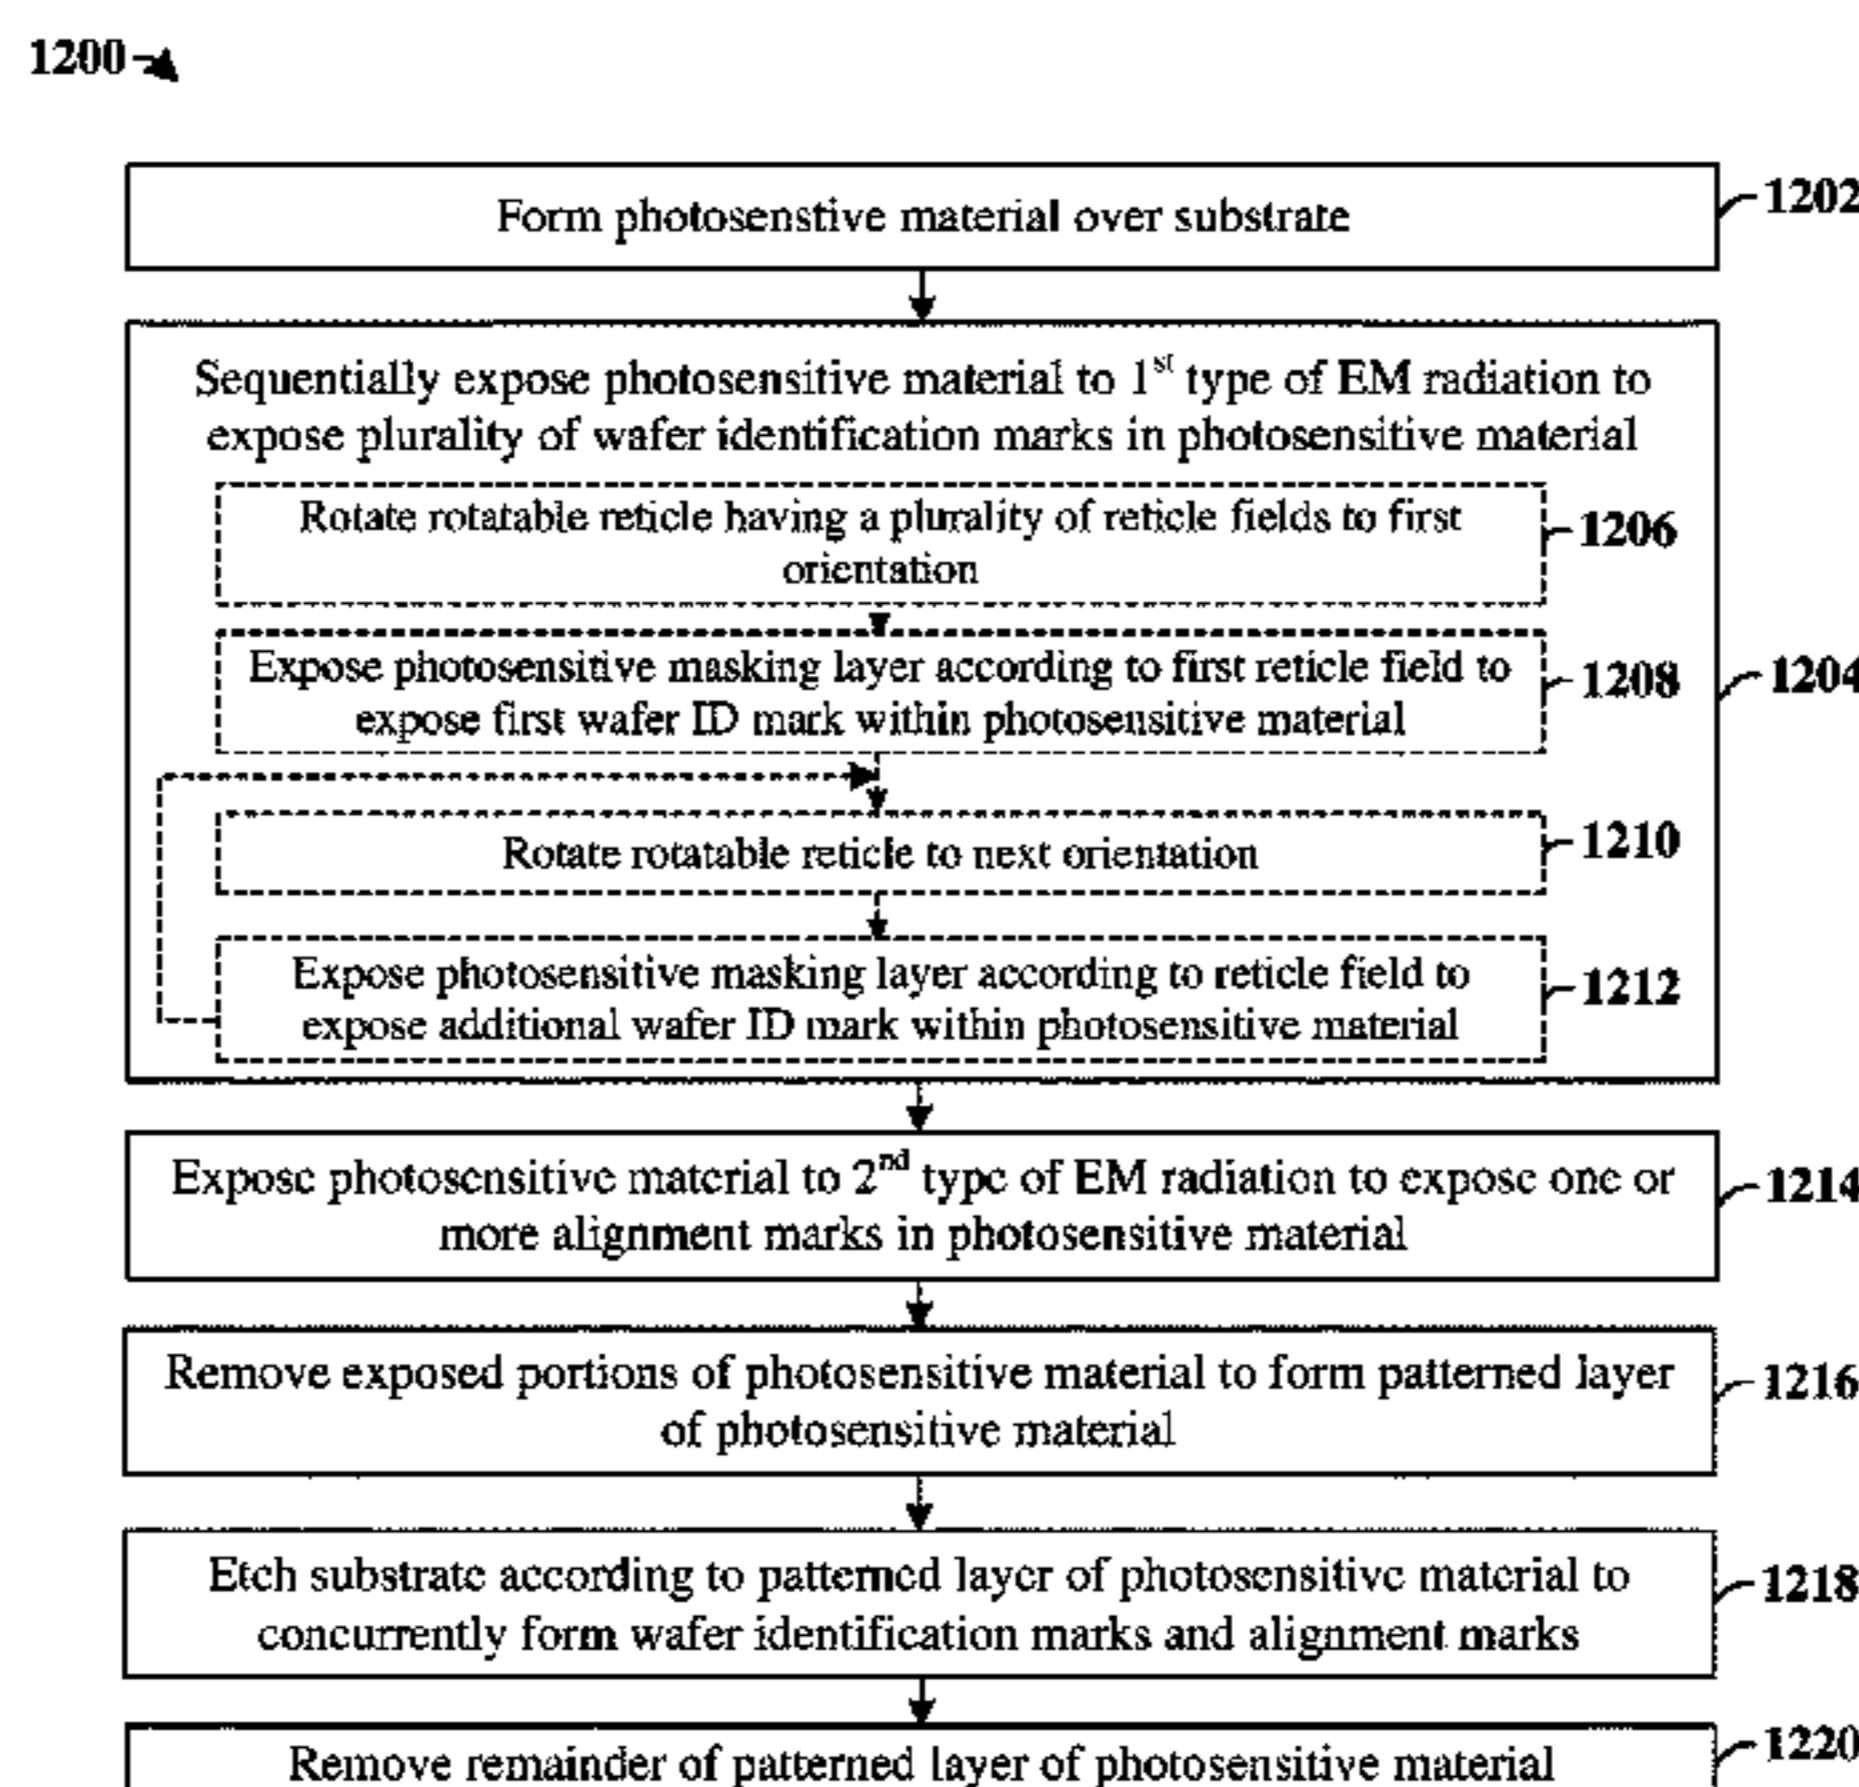 1200
Form photosenstive material over substrate
1202
Sequentially expose photosensitive material to 1st type of EM radiation to
expose plurality of wafer identification marks in photosensitive material
1204
Rotate rotatable reticle having a plurality of reticle fields to first
orientation
1206
Expose photosensitive masking layer according to first reticle field to
expose first wafer ID mark within photosensitive material
1208
Rotate rotatable reticle to next orientation
1210
Expose photosensitive masking layer according to reticle field to
expose additional wafer ID mark within photosensitive material
1212
Expose photosensitive material to 2nd type of EM radiation to expose one or
more alignment marks in photosensitive material
1214
Remove exposed portions of photosensitive material to form patterned layer
of photosensitive material
1216
Etch substrate according to patterned layer of photosensitive material to
concurrently form wafer identification marks and alignment marks
1218
Remove remainder of patterned layer of photosensitive material
1220